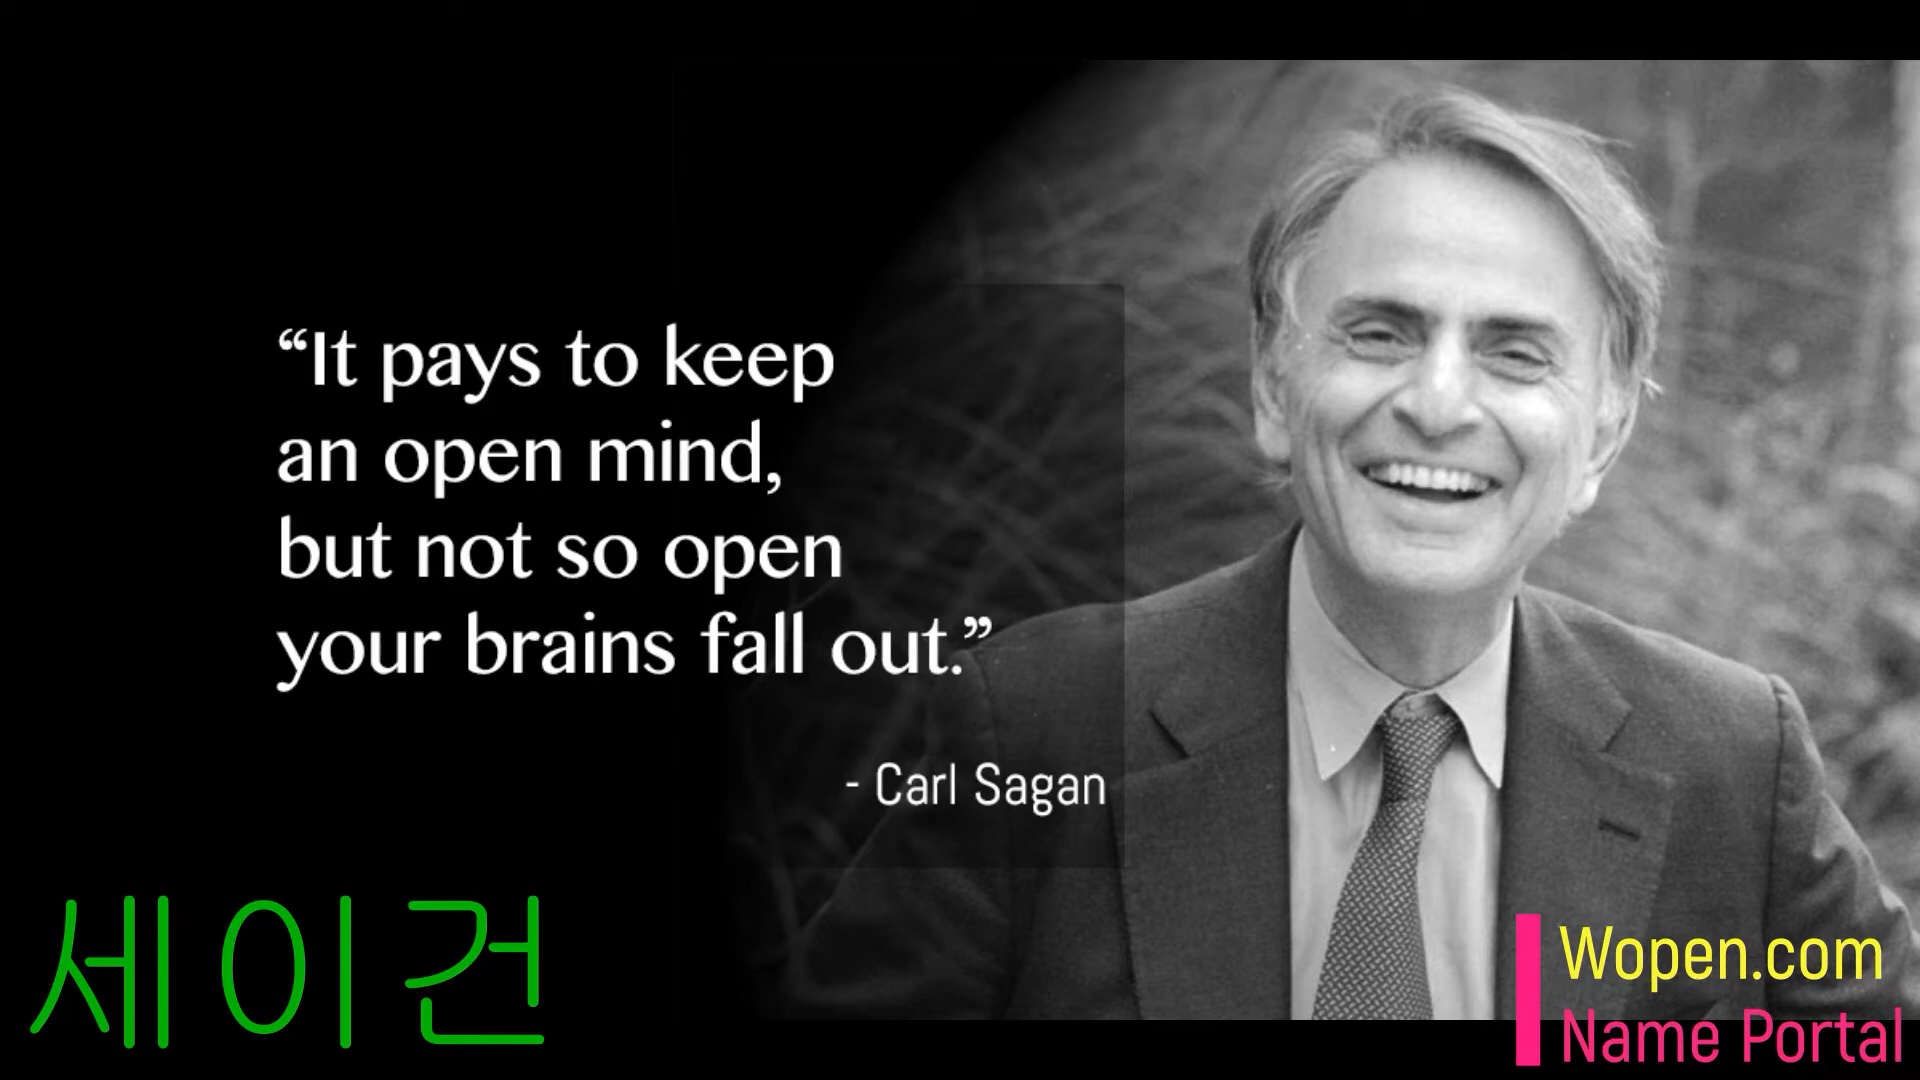 “It pays to keep
an open mind,
but not so open
your brains fall out.”
- Carl Sagan
세이건
Wopen.com
Name Portal